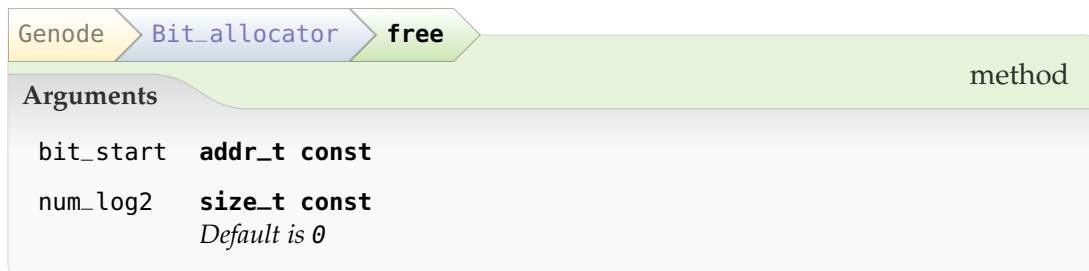 Genode Bit_allocator free
method
Arguments
bit_start addr_t const
num_log2 size_t const
Default is 0